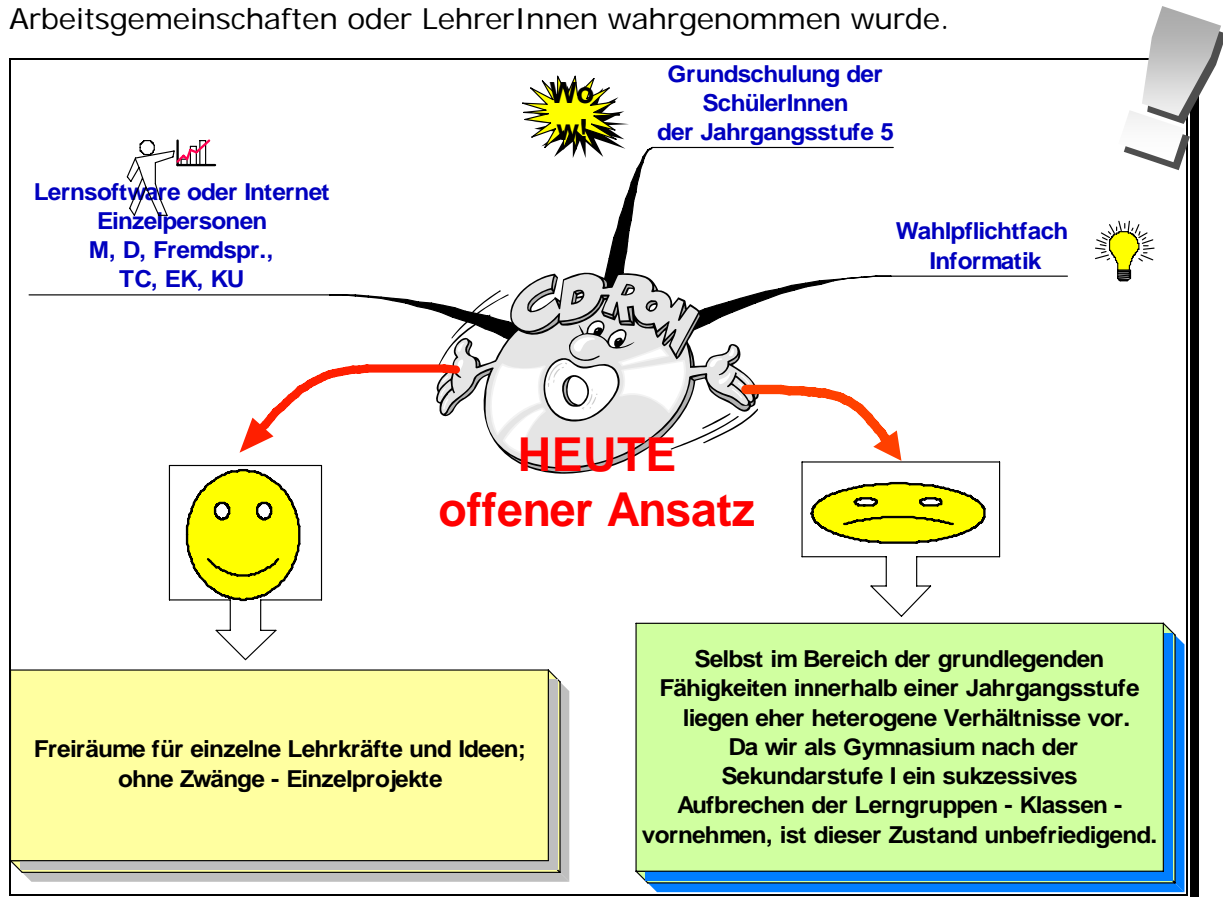 Arbeitsgemeinschaften oder LehrerInnen wahrgenommen wurde.
Wo
w!
Grundschulung der
SchülerInnen
der Jahrgangsstufe 5
Lernsoftware oder Internet
Einzelpersonen
M, D, Fremdspr.,
TC, EK, KU
Wahlpflichtfach
Informatik
CD-ROM
HEUTE
offener Ansatz
Freiräume für einzelne Lehrkräfte und Ideen;
ohne Zwänge - Einzelprojekte
Selbst im Bereich der grundlegenden
Fähigkeiten innerhalb einer Jahrgangsstufe
liegen eher heterogene Verhältnisse vor.
Da wir als Gymnasium nach der
Sekundarstufe I ein sukzessives
Aufbrechen der Lerngruppen - Klassen -
vornehmen, ist dieser Zustand unbefriedigend.